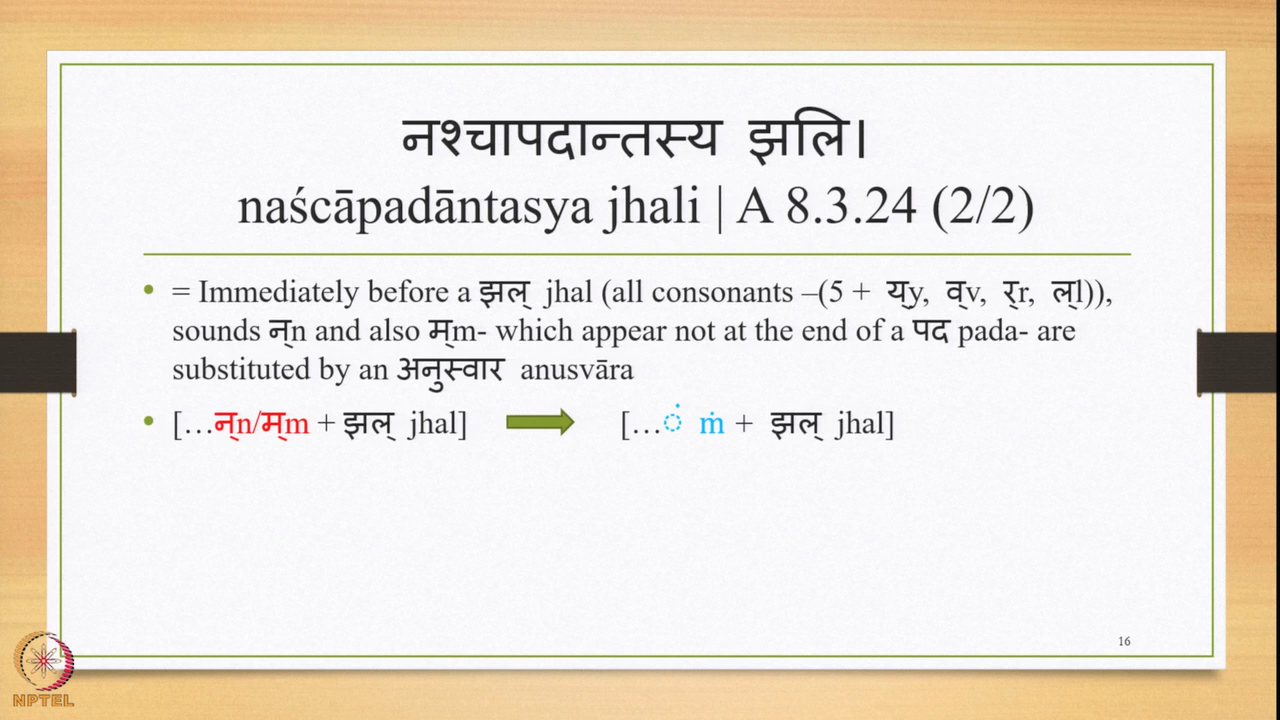 नश्चापदान्तस्य झलि।
naścāpadāntasya jhali | A 8.3.24 (2/2)
• = Immediately before a झल् jhal (all consonants –(5 + य्y, व्v, र्r, ल्l)),
sounds न्n and also म्m- which appear not at the end of a पद pada- are
substituted by an अनुस्वार anusvāra
• […न्n/म्m + झल् jhal] […ं ṁ + झल् jhal]
16
NPTEL